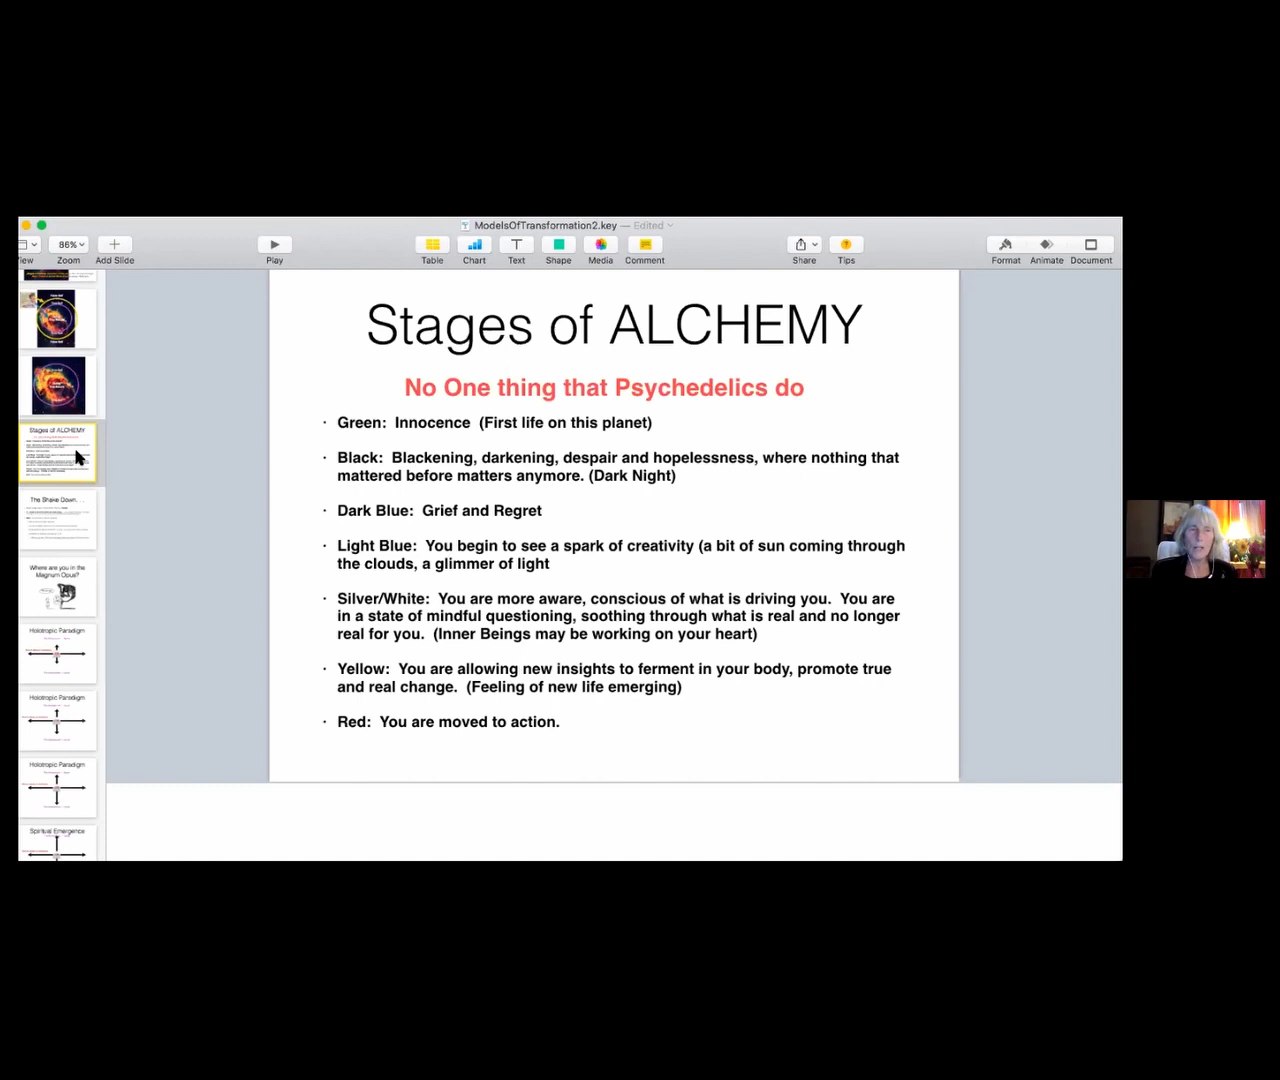 ModelsOfTransformation2.key — Edited
86%
iew
Zoom
Add Slide
Play
Table
Chart
Text
Shape
Media
Comment
Share
Tips
Format
Animate
Document
Stages of ALCHEMY
The Shake Down. . .
Where are you in the
Magnum Opus?
Holotropic Paradigm
Holotropic Paradigm
Holotropic Paradigm
Spiritual Emergence
Stages of ALCHEMY
No One thing that Psychedelics do
· Green: Innocence (First life on this planet)
· Black: Blackening, darkening, despair and hopelessness, where nothing that
mattered before matters anymore. (Dark Night)
· Dark Blue: Grief and Regret
· Light Blue: You begin to see a spark of creativity (a bit of sun coming through
the clouds, a glimmer of light
· Silver/White: You are more aware, conscious of what is driving you. You are
in a state of mindful questioning, soothing through what is real and no longer
real for you. (Inner Beings may be working on your heart)
· Yellow: You are allowing new insights to ferment in your body, promote true
and real change. (Feeling of new life emerging)
· Red: You are moved to action.